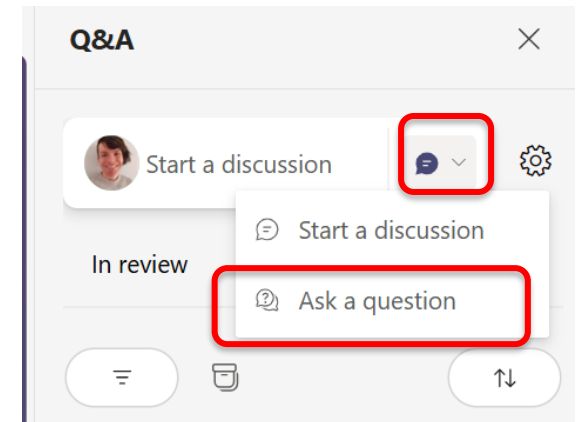 Q&A
Start a discussion
Start a discussion
In review
Ask a question